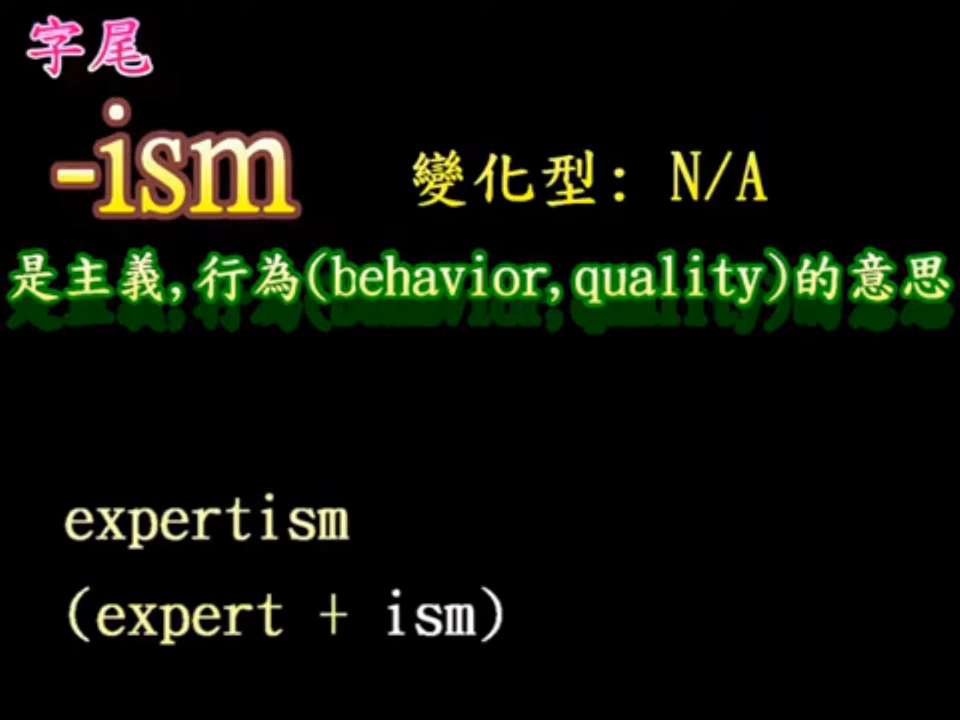 字尾
-ism
變化型: N/A
是主義,行為(behavior,quality)的意思
expertism
(expert + ism)